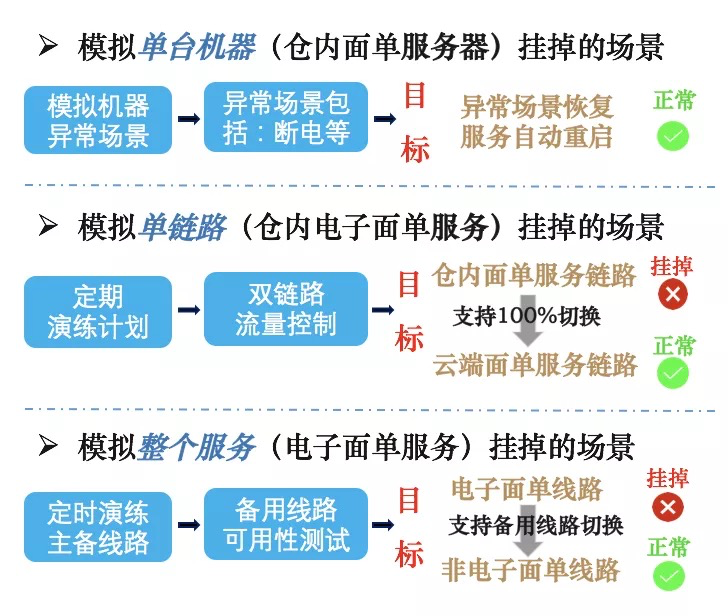 ➢ 模拟单台机器（仓内面单服务器）挂掉的场景
模拟机器
异常场景
异常场景包
括：断电等
目
标
异常场景恢复
服务自动重启
正常
➢ 模拟单链路（仓内电子面单服务）挂掉的场景
定期
演练计划
双链路
流量控制
目
标
仓内面单服务链路
挂掉
支持100%切换
云端面单服务链路
正常
➢ 模拟整个服务（电子面单服务）挂掉的场景
定时演练
主备线路
备用线路
可用性测试
目
标
电子面单线路
挂掉
支持备用线路切换
非电子面单线路
正常